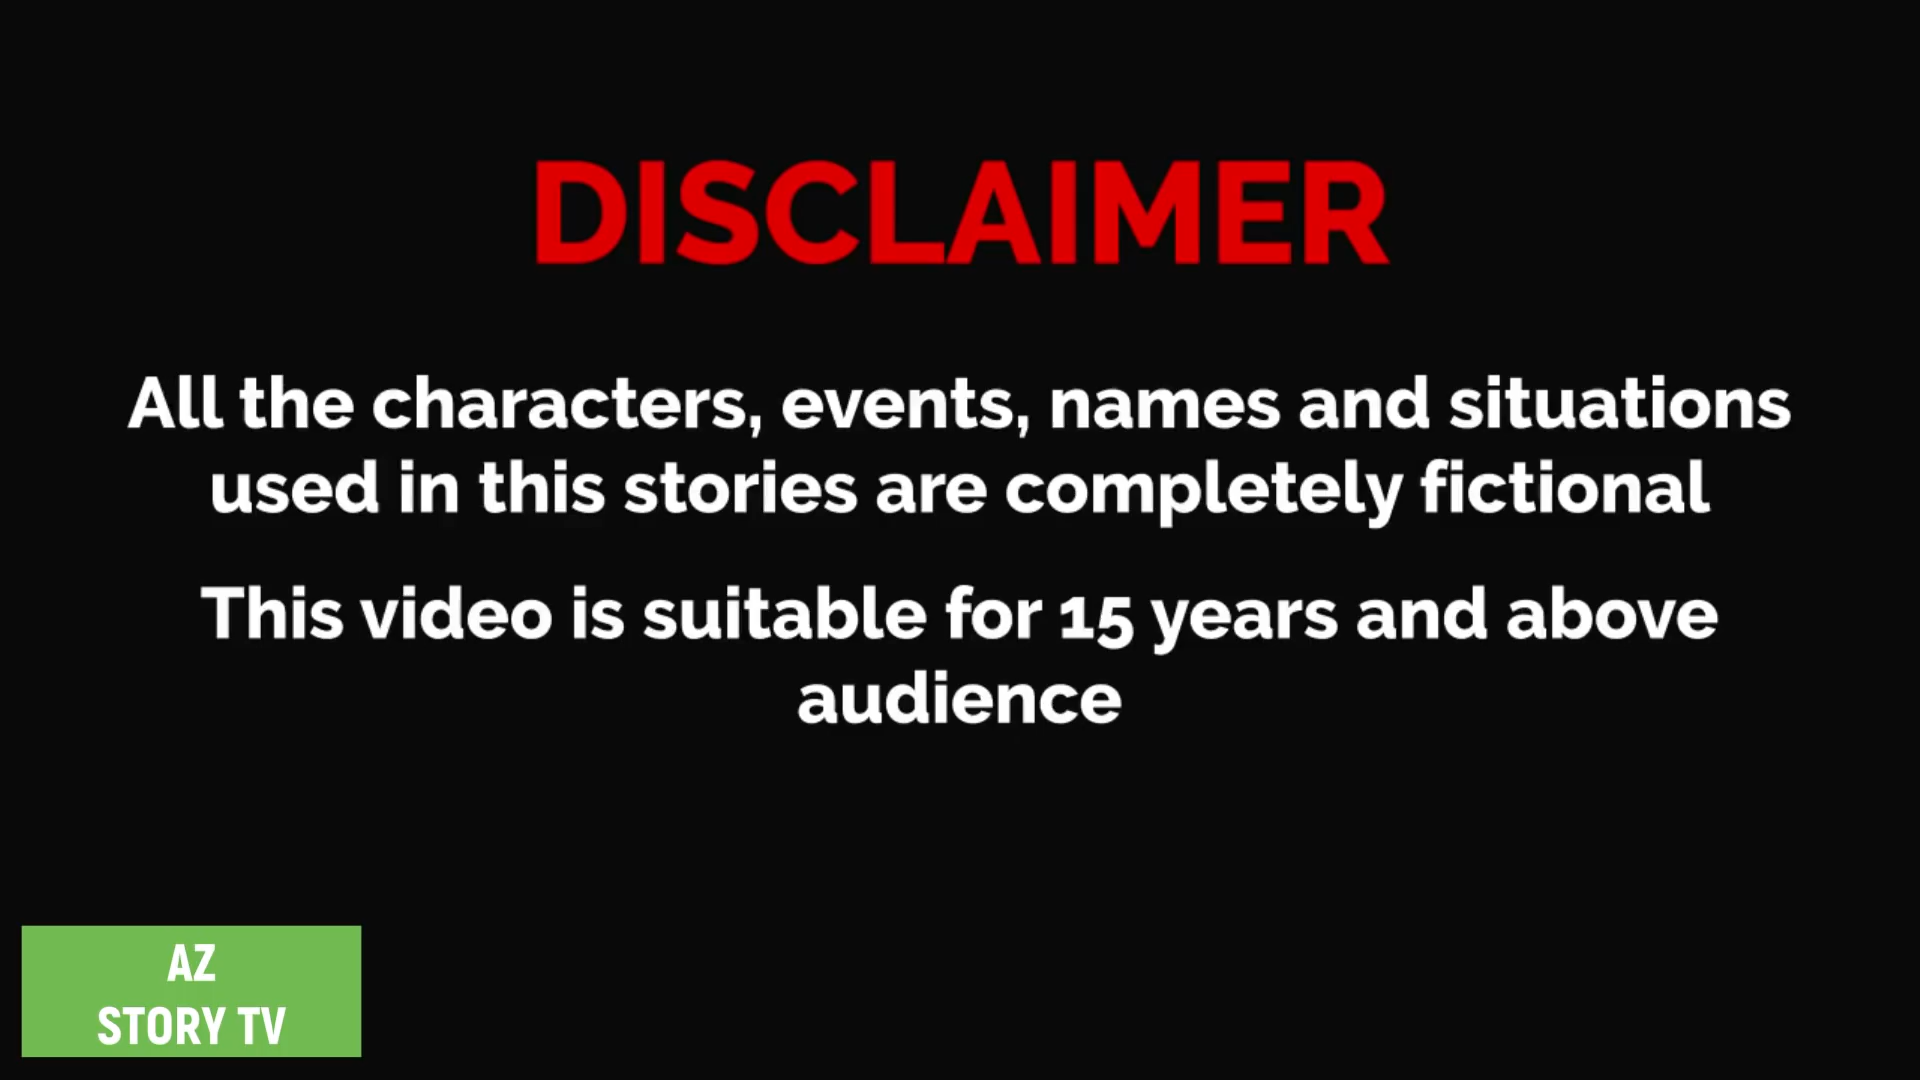 DISCLAIMER
All the characters, events, names and situations
used in this stories are completely fictional
This video is suitable for 15 years and above
audience
AZ
STORY TV